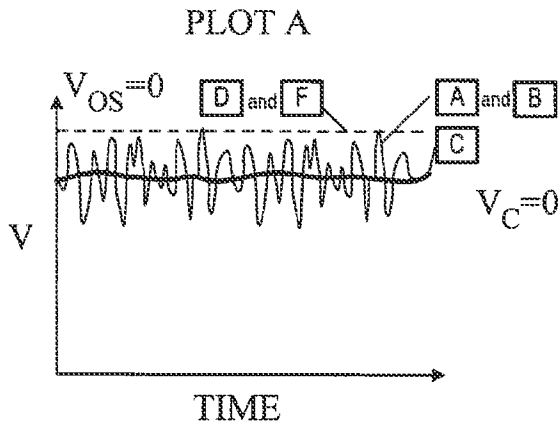 PLOT A
V_OS=0
D and F
A and B
C
V
V_C=0
TIME